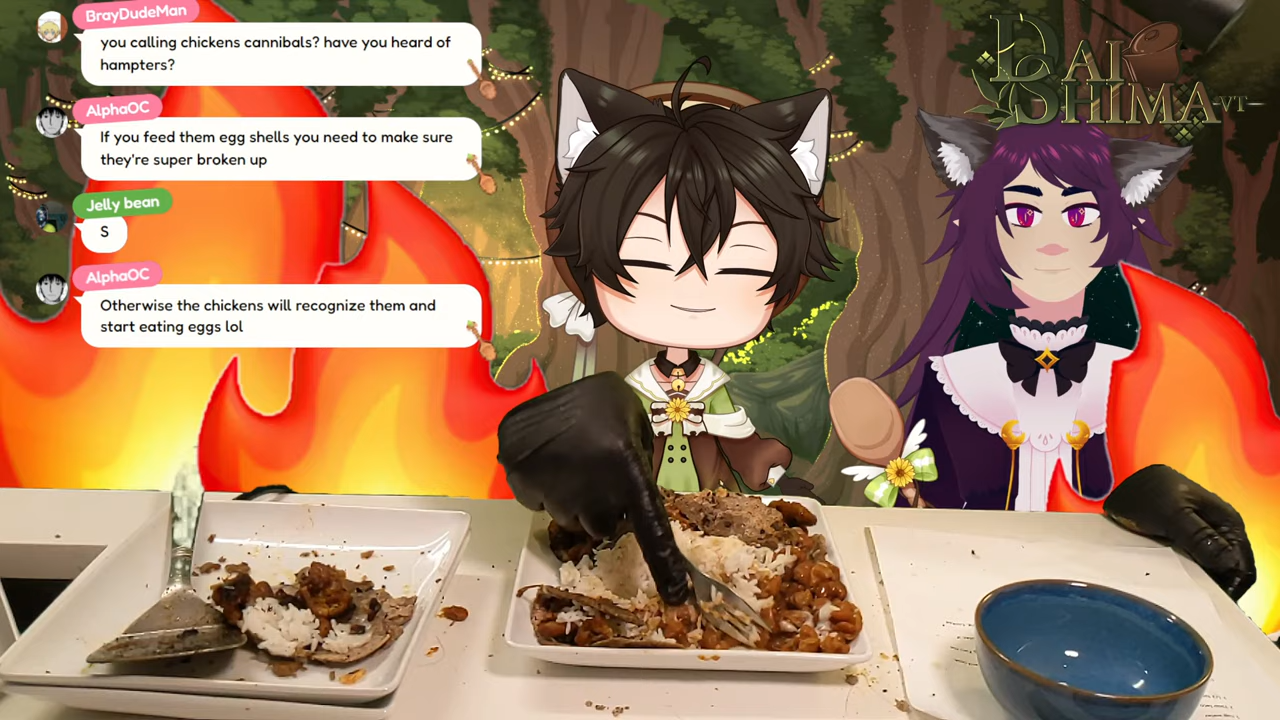 BrayDudeMan
you calling chickens cannibals? have you heard of
hampters?
AlphaOC
If you feed them egg shells you need to make sure
they're super broken up
Jelly bean
S
AlphaOC
Otherwise the chickens will recognize them and
start eating eggs lol
DAI
SHIMA-VT-